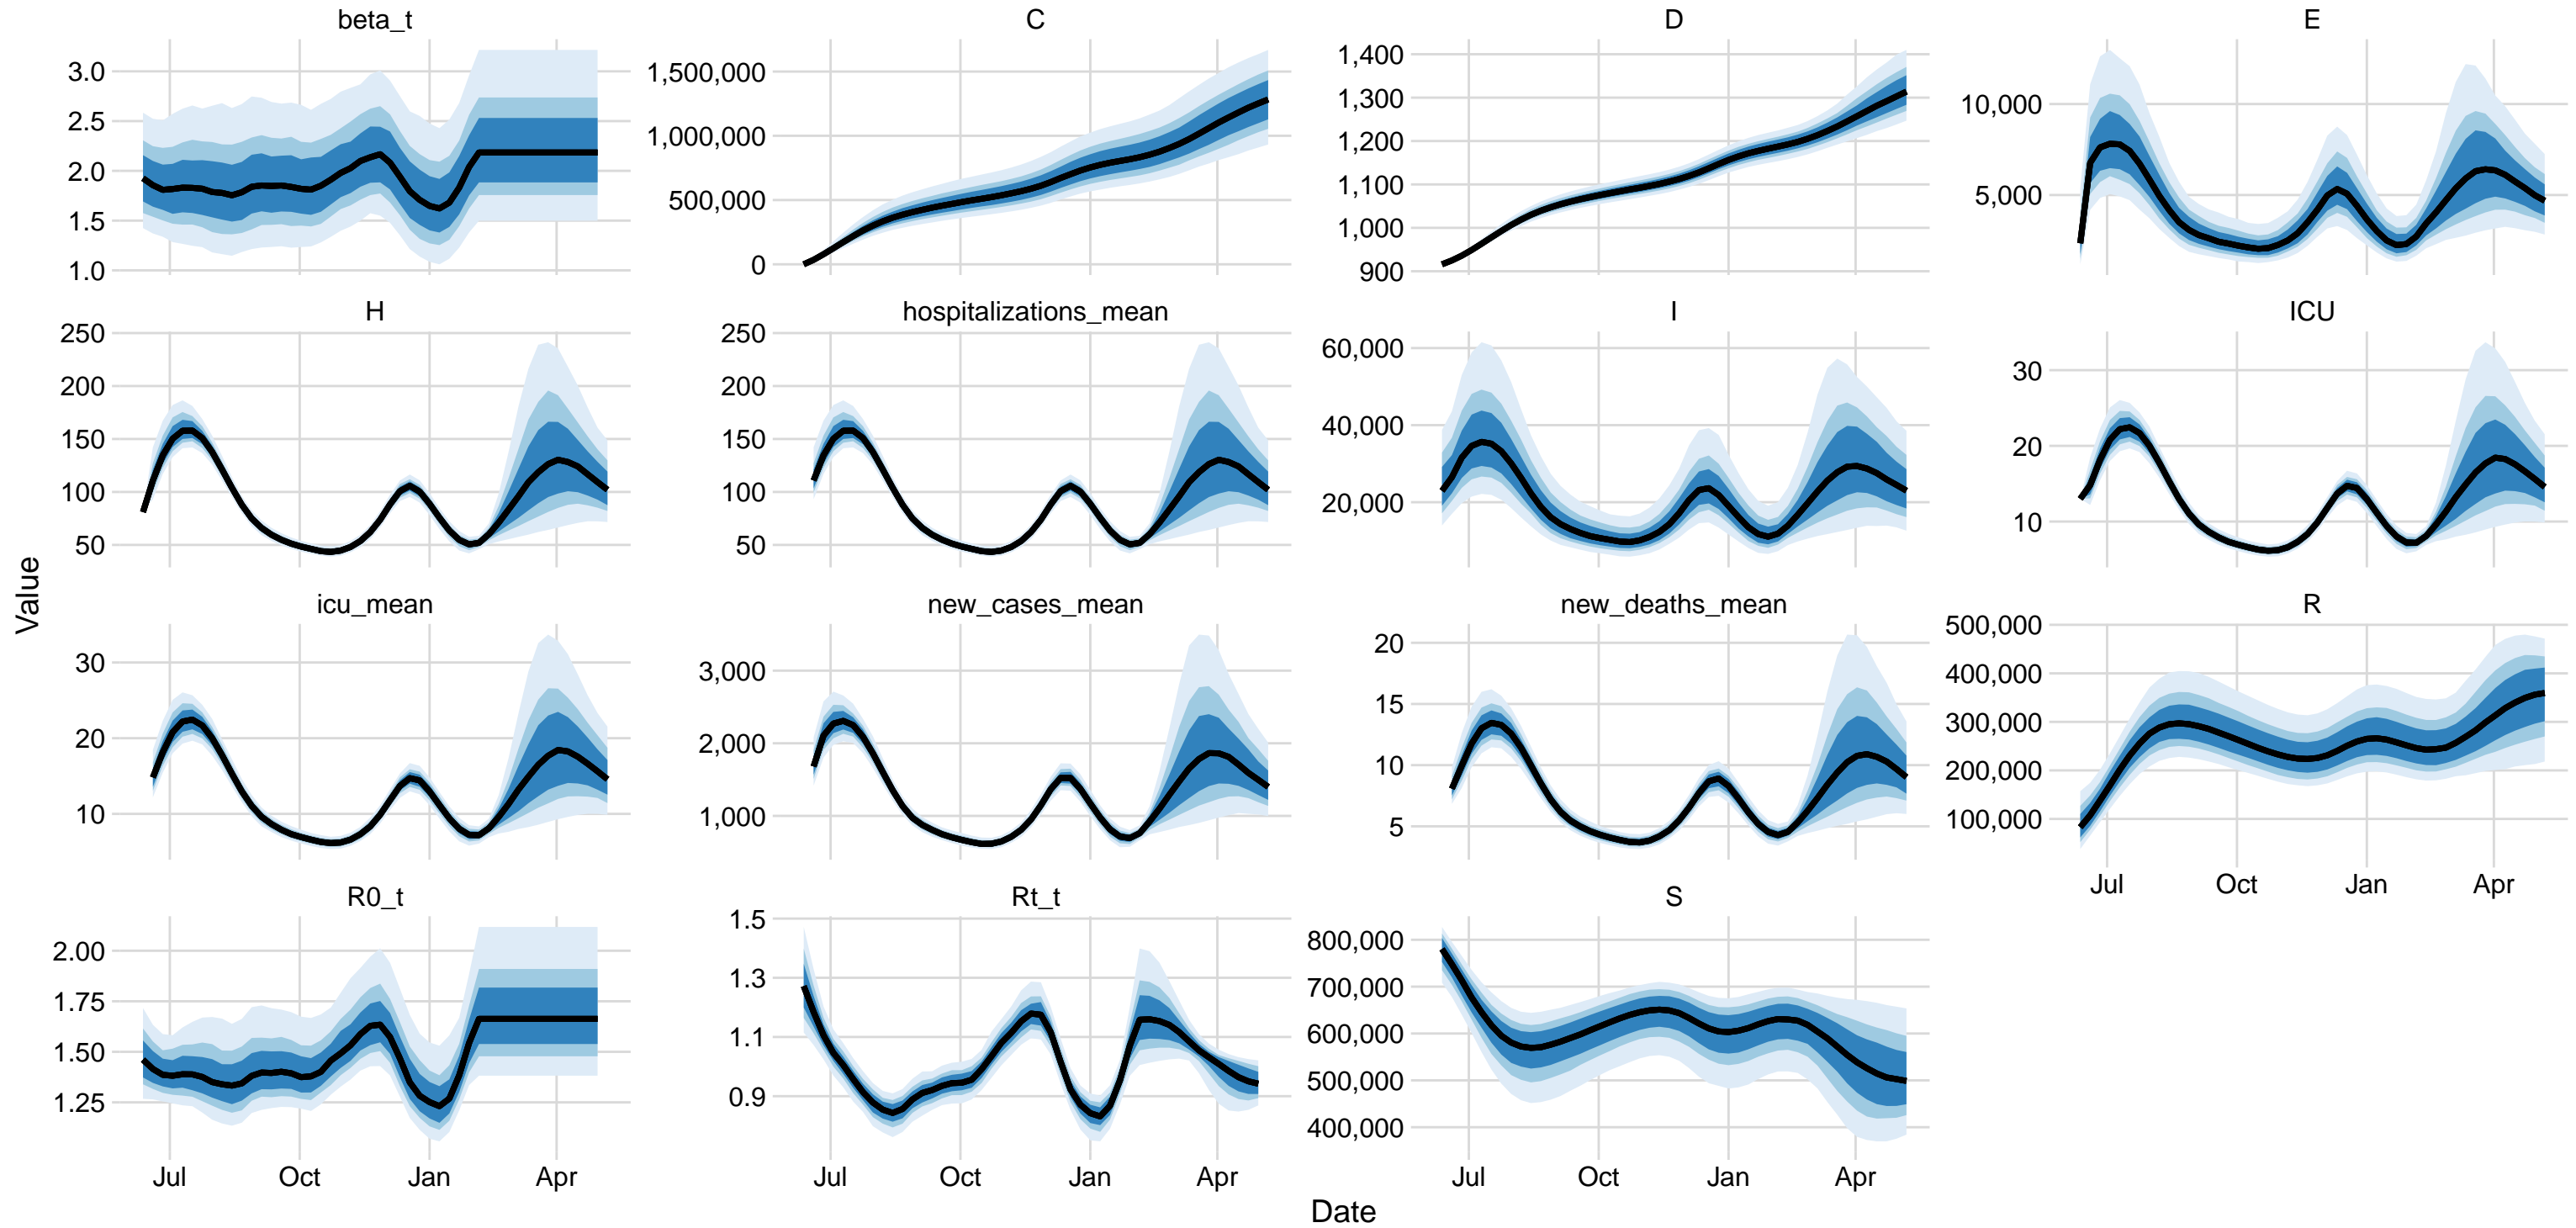 beta_t
C
D
E
3.0
2.5
2.0
1.5
1.0
1,500,000
1,000,000
500,000
0
1,400
1,300
1,200
1,100
1,000
900
10,000
5,000
H
hospitalizations_mean
I
ICU
250
200
150
100
50
250
200
150
100
50
60,000
40,000
20,000
30
20
10
Value
icu_mean
new_cases_mean
new_deaths_mean
R
30
20
10
3,000
2,000
1,000
20
15
10
5
500,000
400,000
300,000
200,000
100,000
Jul Oct Jan Apr
R0_t
Rt_t
S
2.00
1.75
1.50
1.25
1.5
1.3
1.1
0.9
800,000
700,000
600,000
500,000
400,000
Jul Oct Jan Apr
Jul Oct Jan Apr
Jul Oct Jan Apr
Date